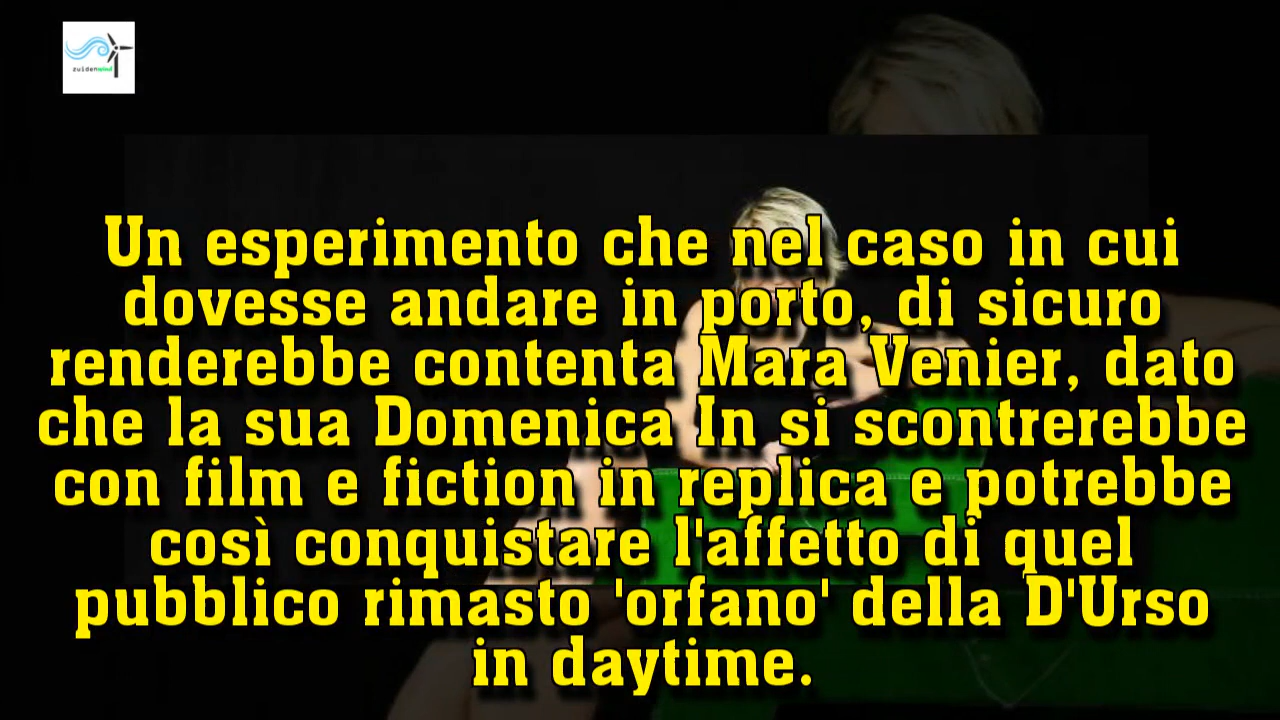 zuidenwind
Un esperimento che nel caso in cui
dovesse andare in porto, di sicuro
renderebbe contenta Mara Venier, dato
che la sua Domenica In si scontrerebbe
con film e fiction in replica e potrebbe
così conquistare l'affetto di quel
pubblico rimasto 'orfano' della D'Urso
in daytime.